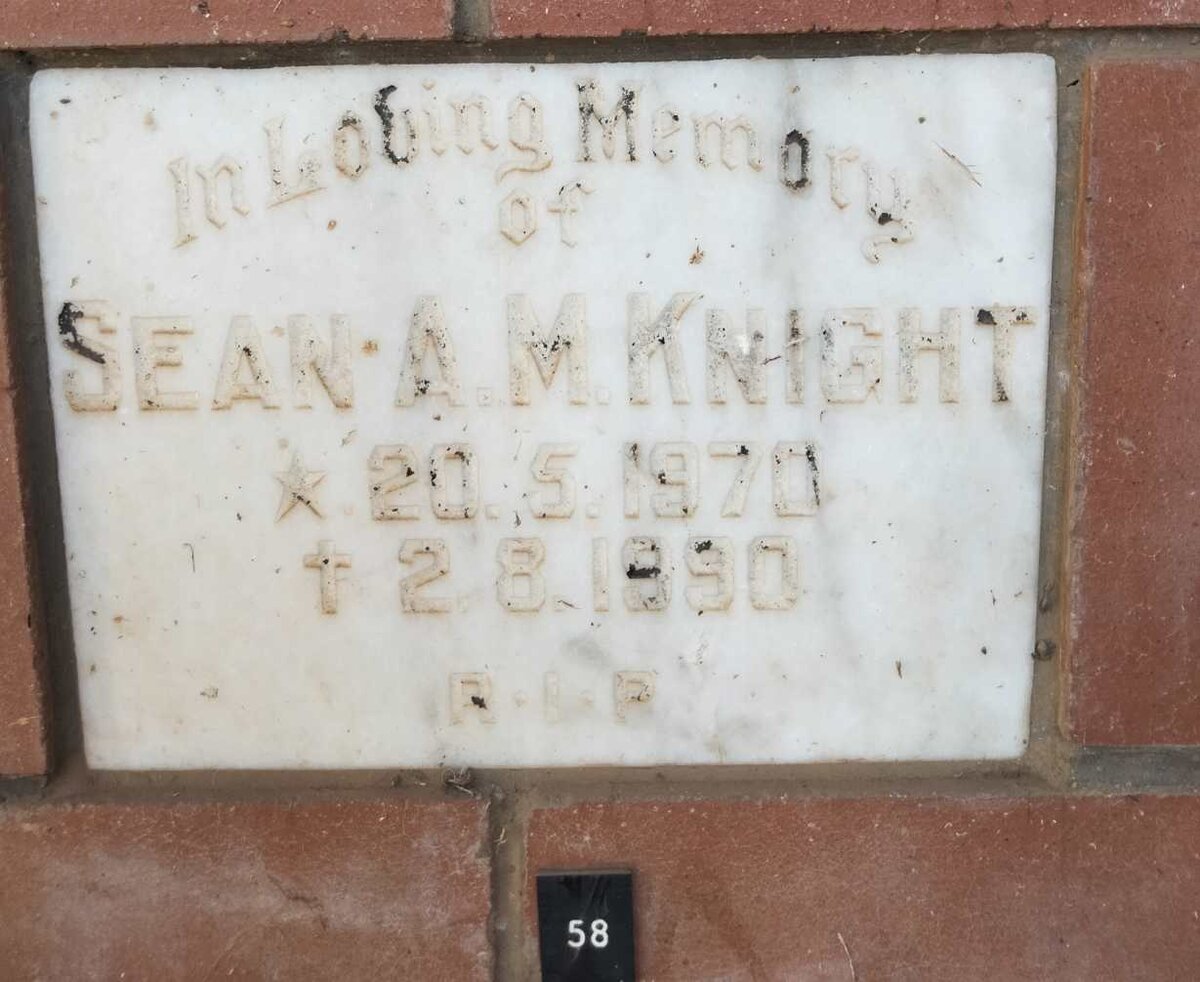 In Loving Memory
of
SEAN A.M. KNIGHT
★ 20.5.1970
† 2.8.1990
R.I.P
58